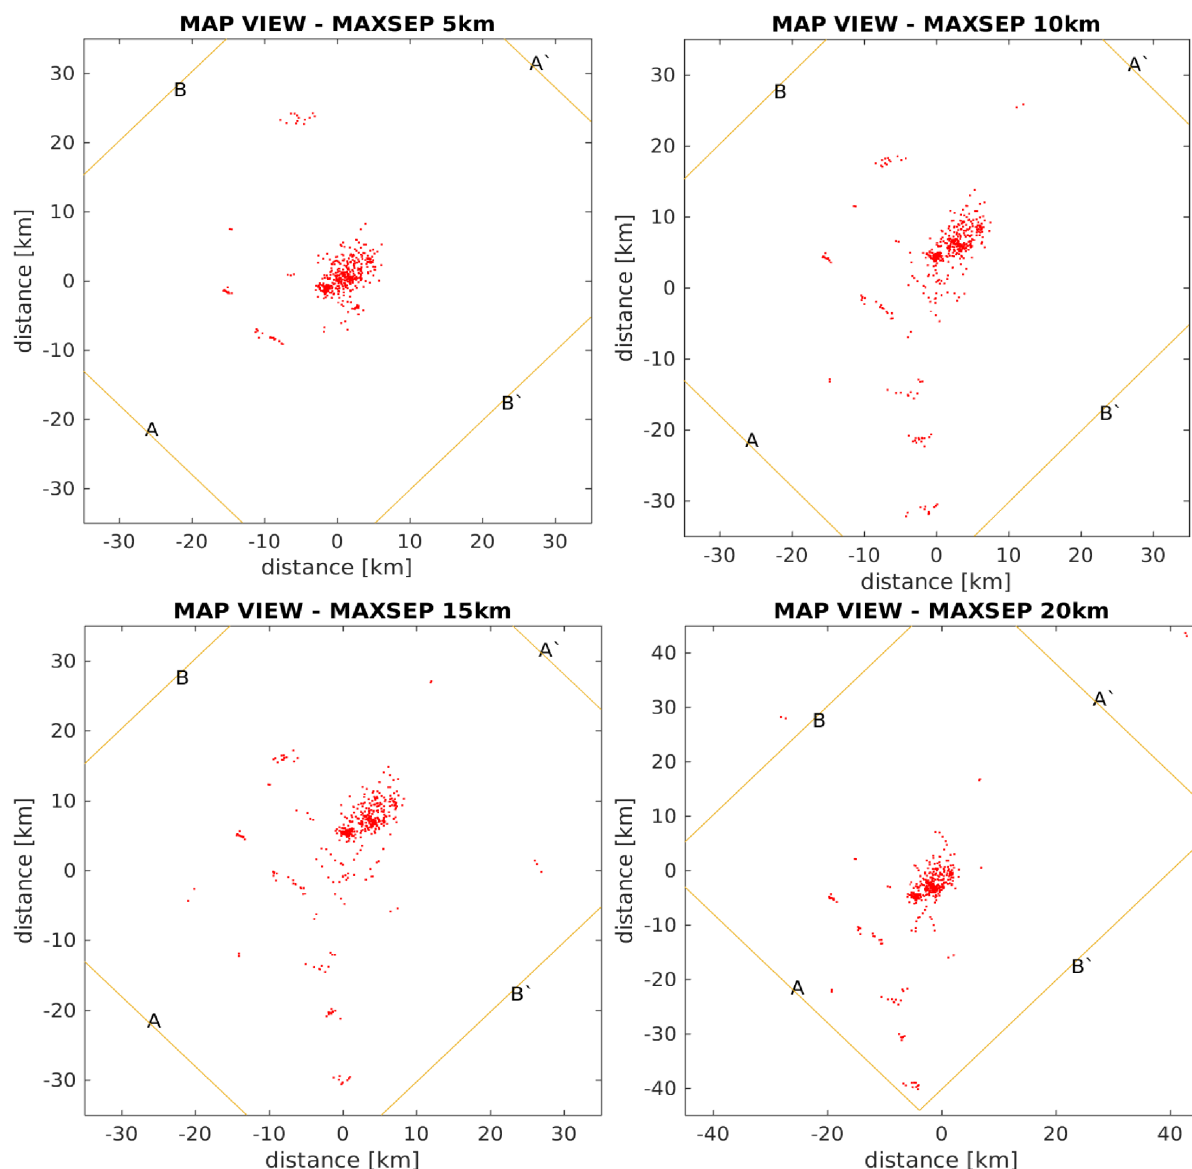 MAP VIEW - MAXSEP 5km
30
20
10
0
-10
-20
-30
distance [km]
B
A`
A
B`
-30 -20 -10 0 10 20 30
distance [km]
MAP VIEW - MAXSEP 10km
30
20
10
0
-10
-20
-30
distance [km]
B
A`
A
B`
-30 -20 -10 0 10 20 30
distance [km]
MAP VIEW - MAXSEP 15km
30
20
10
0
-10
-20
-30
distance [km]
B
A`
A
B`
-30 -20 -10 0 10 20 30
distance [km]
MAP VIEW - MAXSEP 20km
40
30
20
10
0
-10
-20
-30
-40
distance [km]
B
A`
A
B`
-40 -20 0 20 40
distance [km]